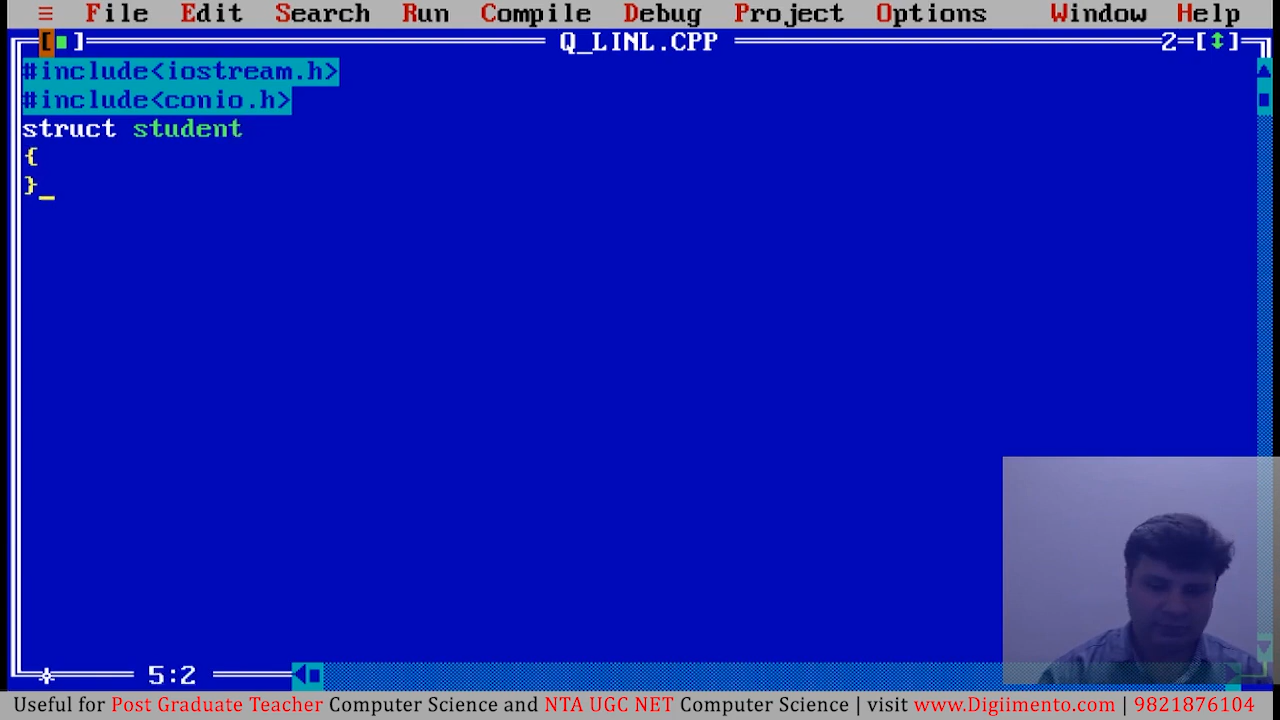 ≡ File Edit Search Run Compile Debug Project Options Window Help
[■] Q_LINL.CPP 2=[↕]
#include<iostream.h>
#include<conio.h>
struct student
{
}_
5:2
Useful for Post Graduate Teacher Computer Science and NTA UGC NET Computer Science | visit www.Digiimento.com | 9821876104